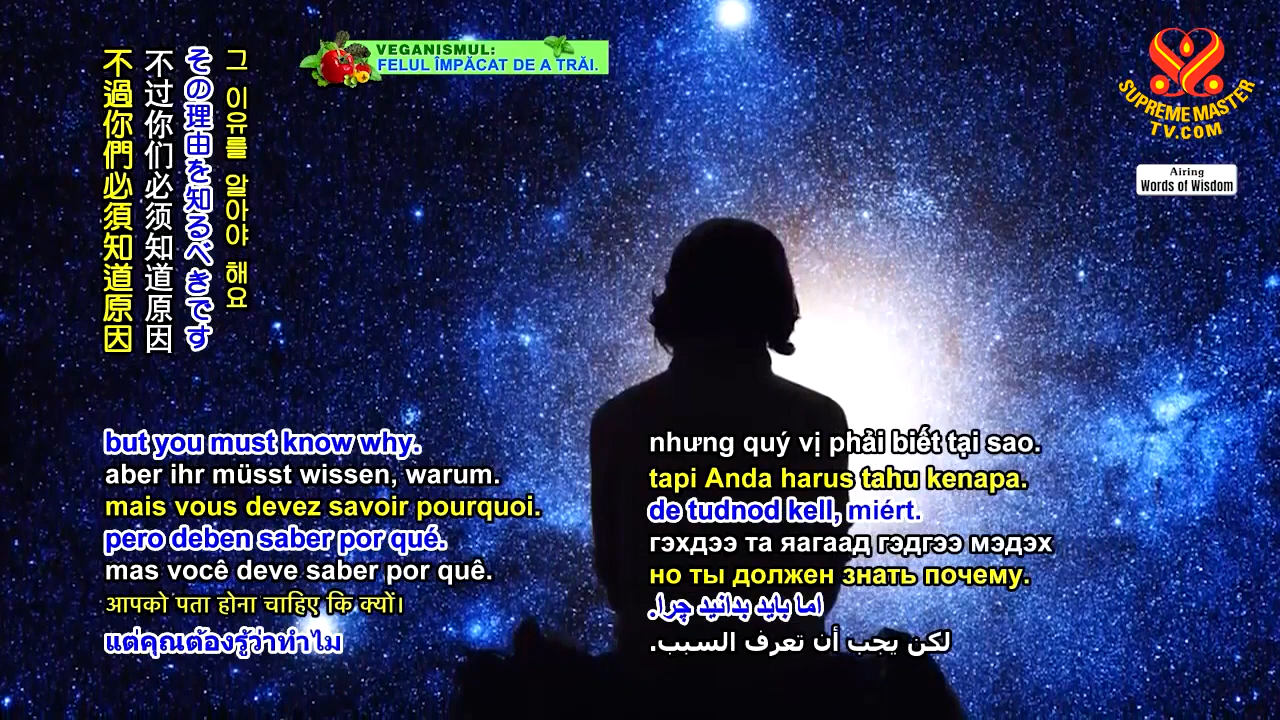 VEGANISMUL:
FELUL ÎMPĂCAT DE A TRĂI.
SUPREME MASTER
TV.COM
Airing
Words of Wisdom
그 이유를 알아야 해요
その理由を知るべきです
不过你们必须知道原因
不過你們必須知道原因
but you must know why.
aber ihr müsst wissen, warum.
mais vous devez savoir pourquoi.
pero deben saber por qué.
mas você deve saber por quê.
आपको पता होना चाहिए कि क्यों।
แต่คุณต้องรู้ว่าทำไม
nhưng quý vị phải biết tại sao.
tapi Anda harus tahu kenapa.
de tudnod kell, miért.
гэхдээ та яагаад гэдгээ мэдэх
но ты должен знать почему.
اما باید بدانید چرا.
لكن يجب أن تعرف السبب.